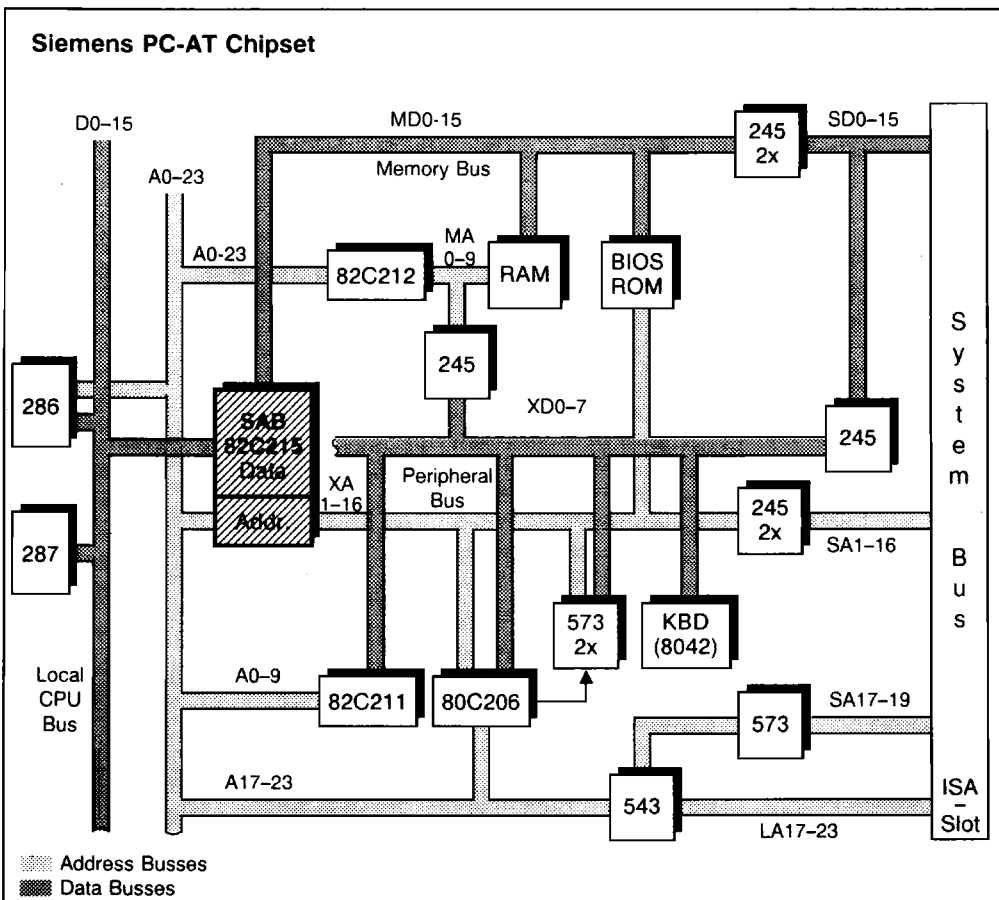 Siemens PC-AT Chipset
D0–15
MD0-15
245
2x
SD0–15
Memory Bus
A0–23
A0-23
82C212
MA
0–9
RAM
BIOS
ROM
245
286
SAB
82C215
Data
Addr.
XD0–7
245
XA
1–16
Peripheral
Bus
245
2x
SA1–16
287
573
2x
KBD
(8042)
Local
CPU
Bus
A0–9
82C211
80C206
573
SA17–19
A17–23
543
LA17–23
System
Bus
ISA
–
Slot
Address Busses
Data Busses